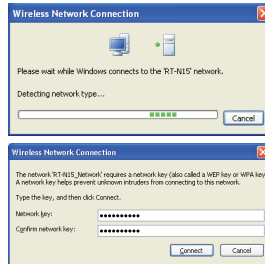 Wireless Network Connection
Please wait while Windows connects to the 'RT-N15' network.
Detecting network type...
Cancel
Wireless Network Connection
The network 'RT-N15_Network' requires a network key (also called a WEP key or WPA key
A network key helps prevent unknown intruders from connecting to this network.
Type the key, and then click Connect.
Network key: ••••••••••
Confirm network key: ••••••••••
Connect Cancel